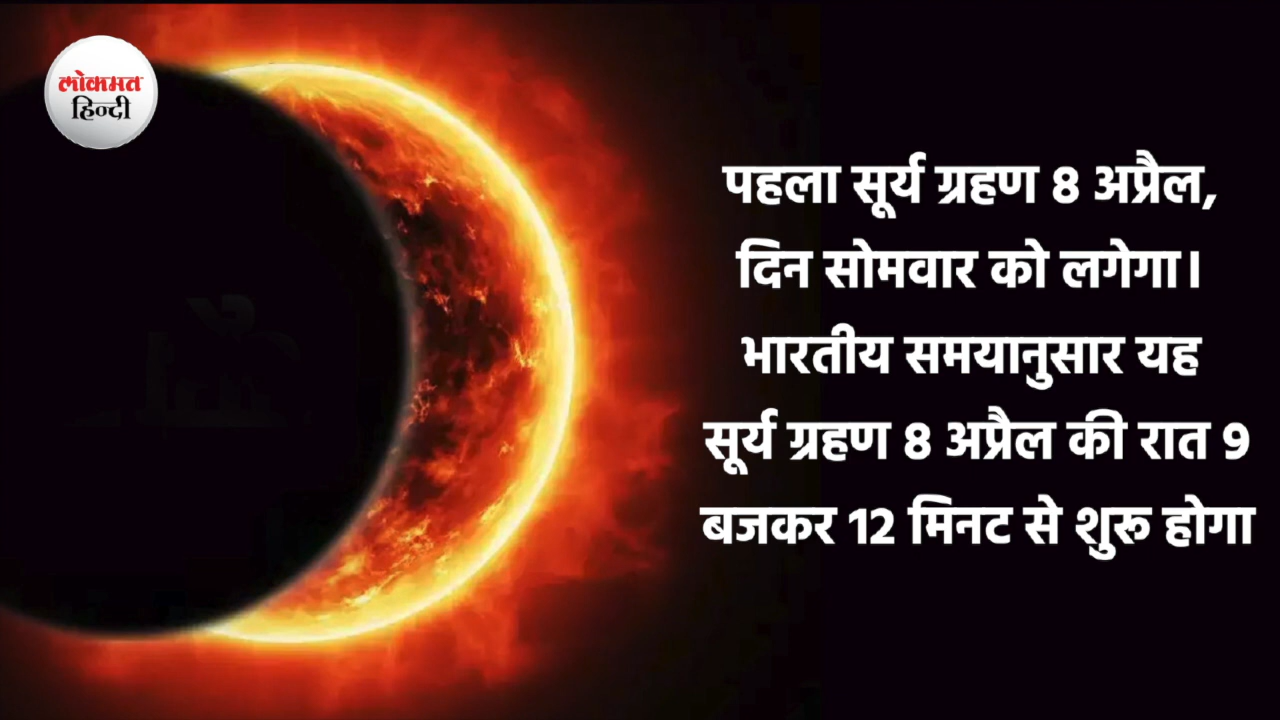 लोकमत
हिन्दी
पहला सूर्य ग्रहण 8 अप्रैल,
दिन सोमवार को लगेगा।
भारतीय समयानुसार यह
सूर्य ग्रहण 8 अप्रैल की रात 9
बजकर 12 मिनट से शुरू होगा